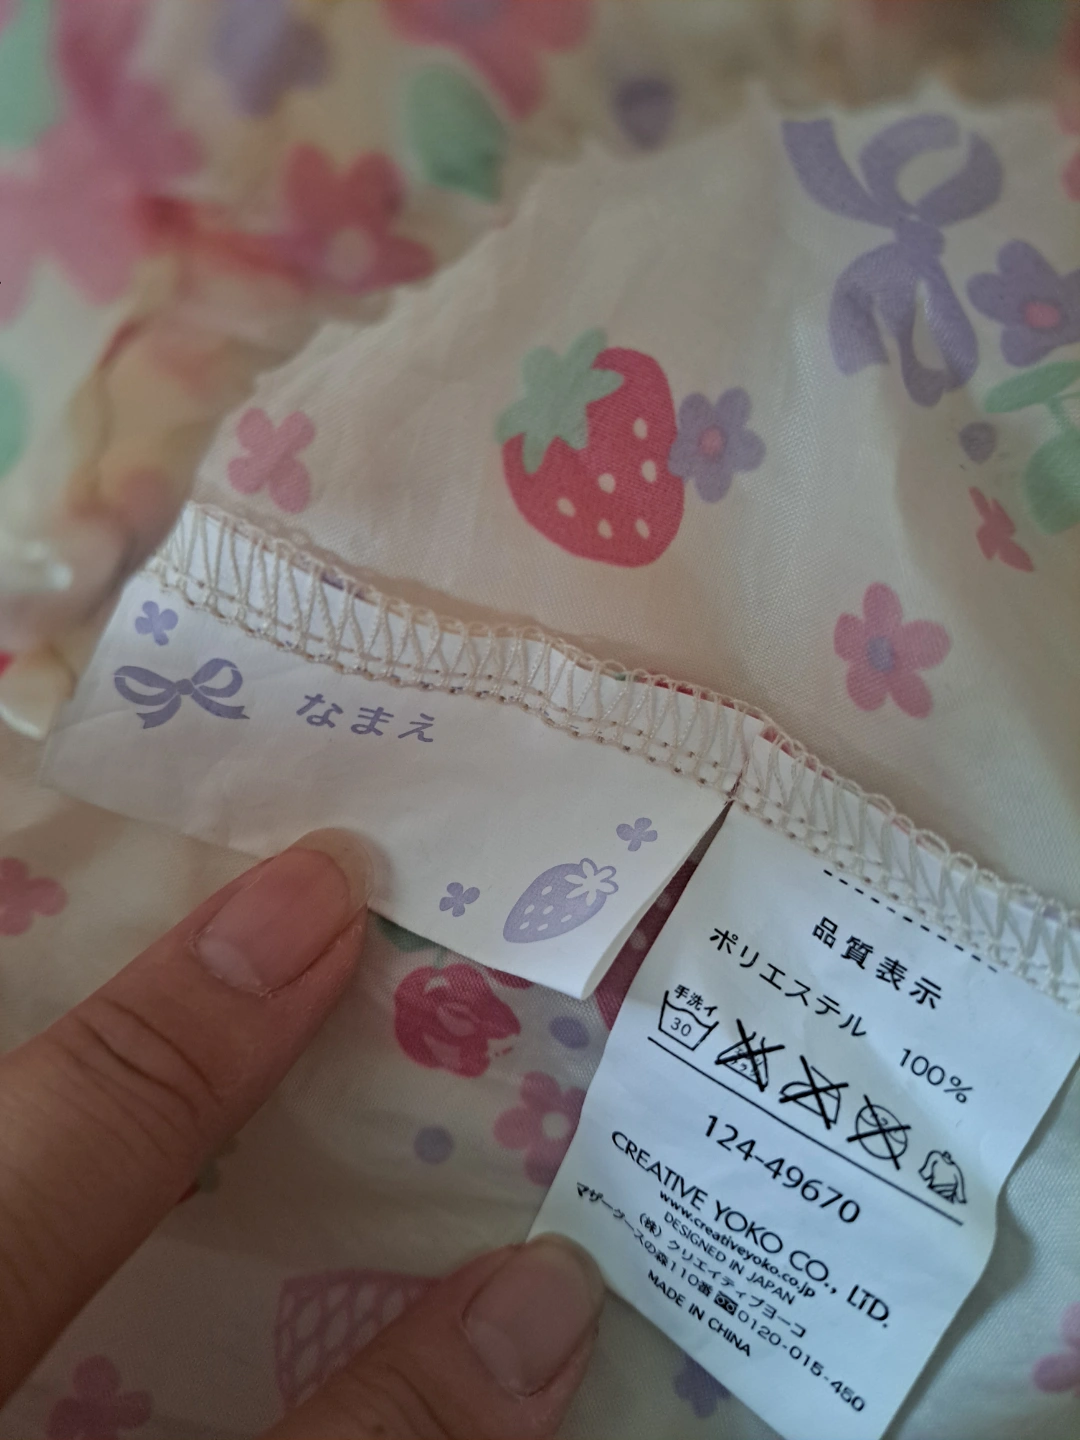 なまえ
品質表示
ポリエステル 100%
手洗イ
30
124-49670
CREATIVE YOKO CO., LTD.
www.creativeyoko.co.jp
DESIGNED IN JAPAN
(株)クリエイティブヨーコ
マザーグースの森110番 0120-015-450
MADE IN CHINA